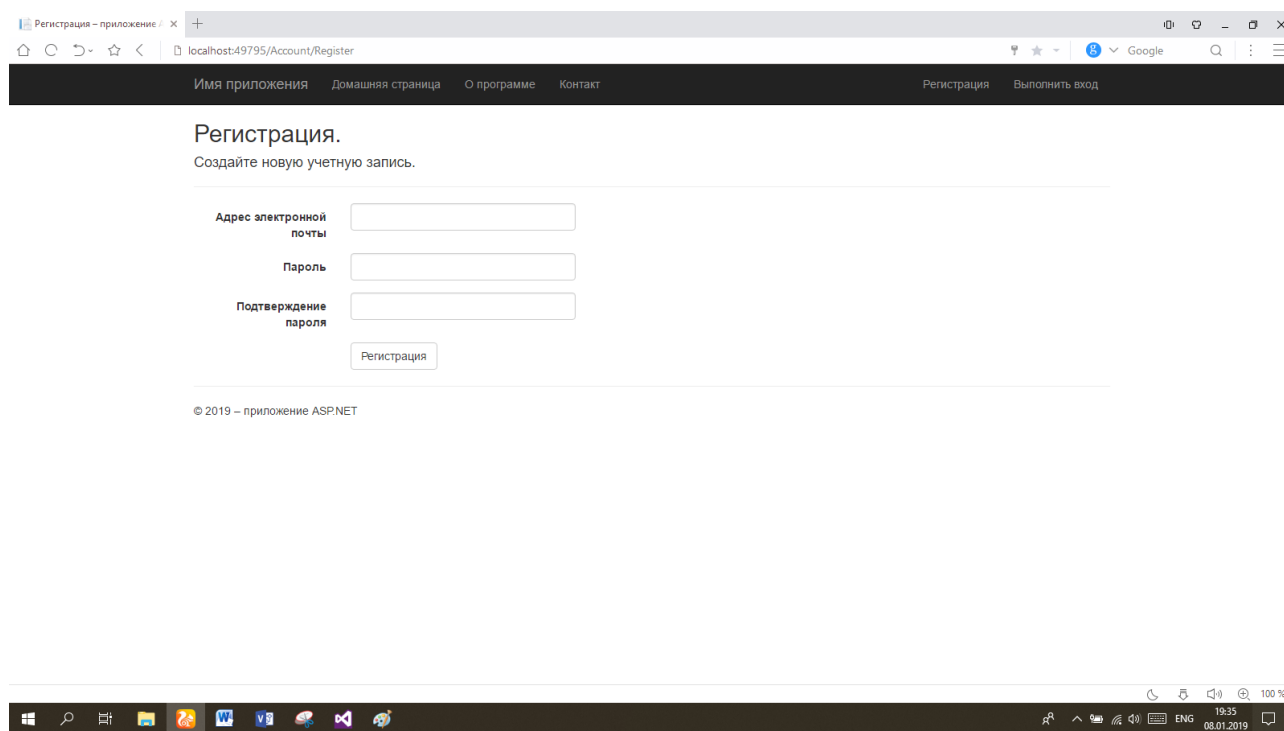 Регистрация – приложение A
localhost:49795/Account/Register
Google
Имя приложения Домашняя страница О программе Контакт Регистрация Выполнить вход
Регистрация.
Создайте новую учетную запись.
Адрес электронной
почты
Пароль
Подтверждение
пароля
Регистрация
© 2019 – приложение ASP.NET
100 %
ENG
19:35
08.01.2019